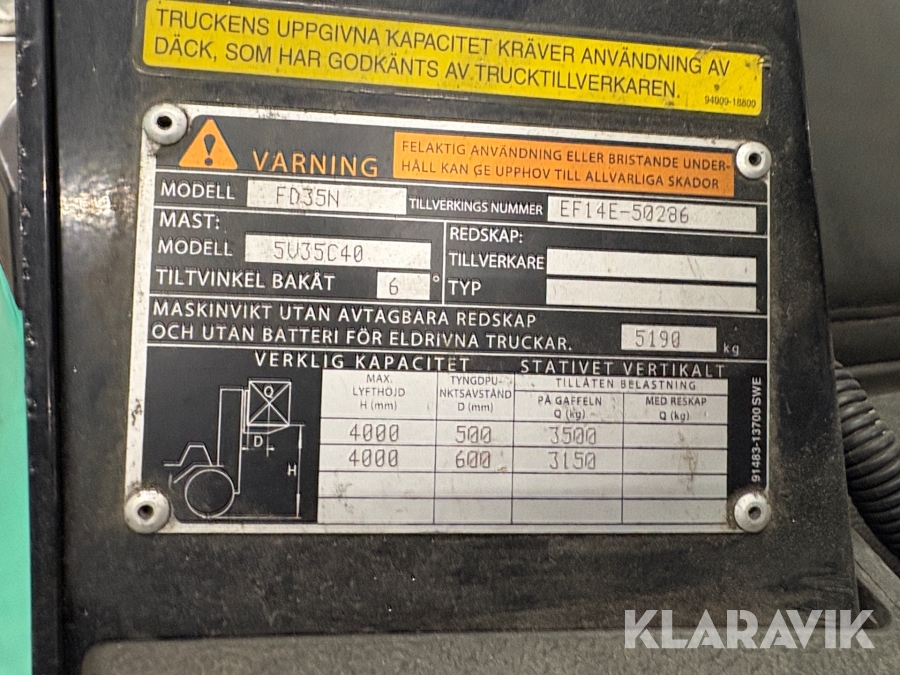 TRUCKENS UPPGIVNA KAPACITET KRÄVER ANVÄNDNING AV
DÄCK, SOM HAR GODKÄNTS AV TRUCKTILLVERKAREN.
94009-18800
VARNING
FELAKTIG ANVÄNDNING ELLER BRISTANDE UNDER-
HÅLL KAN GE UPPHOV TILL ALLVARLIGA SKADOR
MODELL FD35N TILLVERKINGS NUMMER EF14E-50286
MAST:
MODELL 5V35C40
TILTVINKEL BAKÅT 6 °
REDSKAP:
TILLVERKARE
TYP
MASKINVIKT UTAN AVTAGBARA REDSKAP
OCH UTAN BATTERI FÖR ELDRIVNA TRUCKAR. 5190 kg
VERKLIG KAPACITET STATIVET VERTIKALT
MAX. LYFTHÖJD H (mm)
TYNGDPU-
NKTSAVSTÅND
D (mm)
TILLÅTEN BELASTNING
PÅ GAFFELN
Q (kg)
MED RESKAP
Q (kg)
4000 500 3500
4000 600 3150
Q
D
H
91483-13700 SWE
KLARAVIK